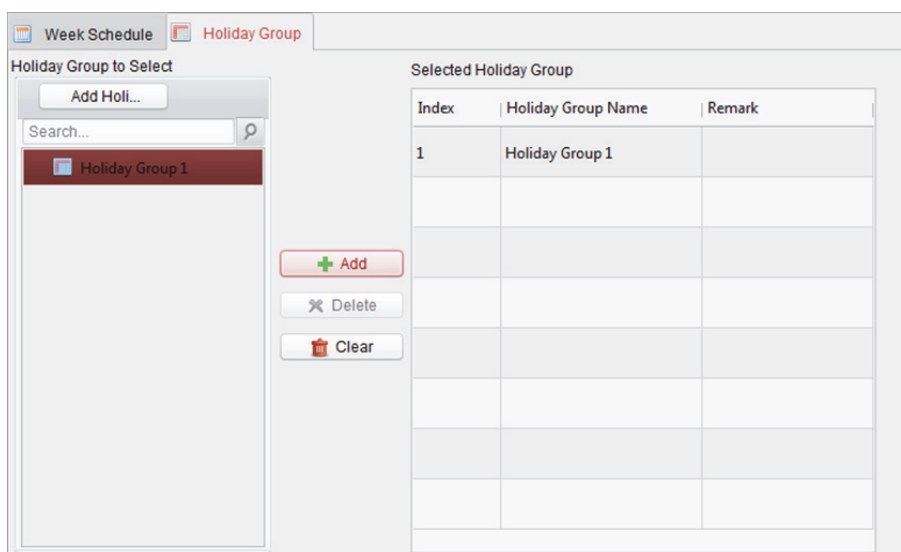 Week Schedule Holiday Group
Holiday Group to Select
Add Holi...
Search...
Holiday Group 1
Add
Delete
Clear
Selected Holiday Group
Index Holiday Group Name Remark
1 Holiday Group 1